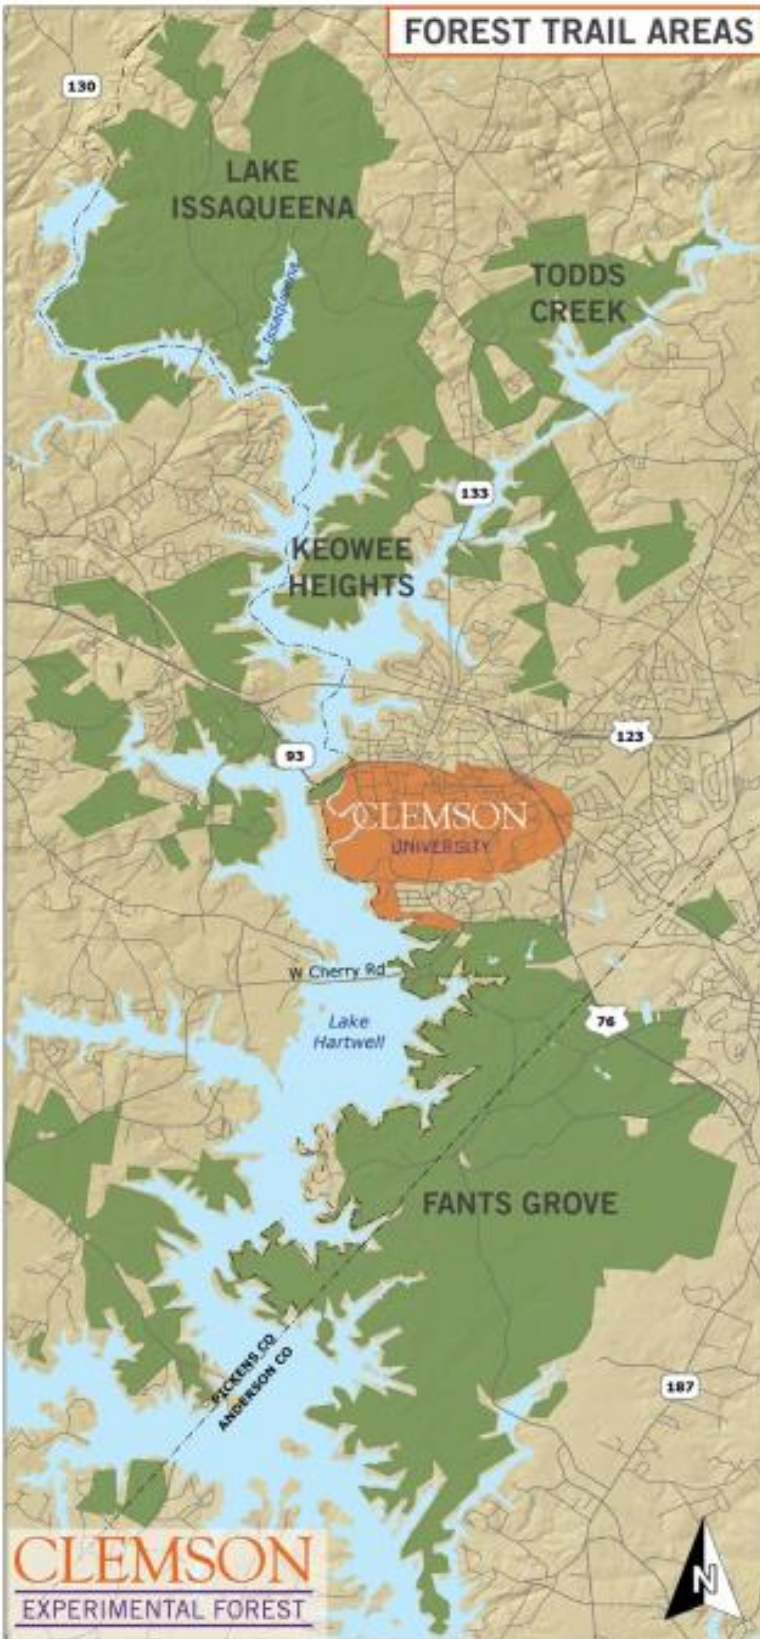 FOREST TRAIL AREAS
130
LAKE
ISSAQUEENA
L. Issaqueena
TODDS
CREEK
133
KEOWEE
HEIGHTS
123
93
CLEMSON
UNIVERSITY
W Cherry Rd
Lake
Hartwell
76
FANTS GROVE
PICKENS CO
ANDERSON CO
187
CLEMSON
EXPERIMENTAL FOREST
N